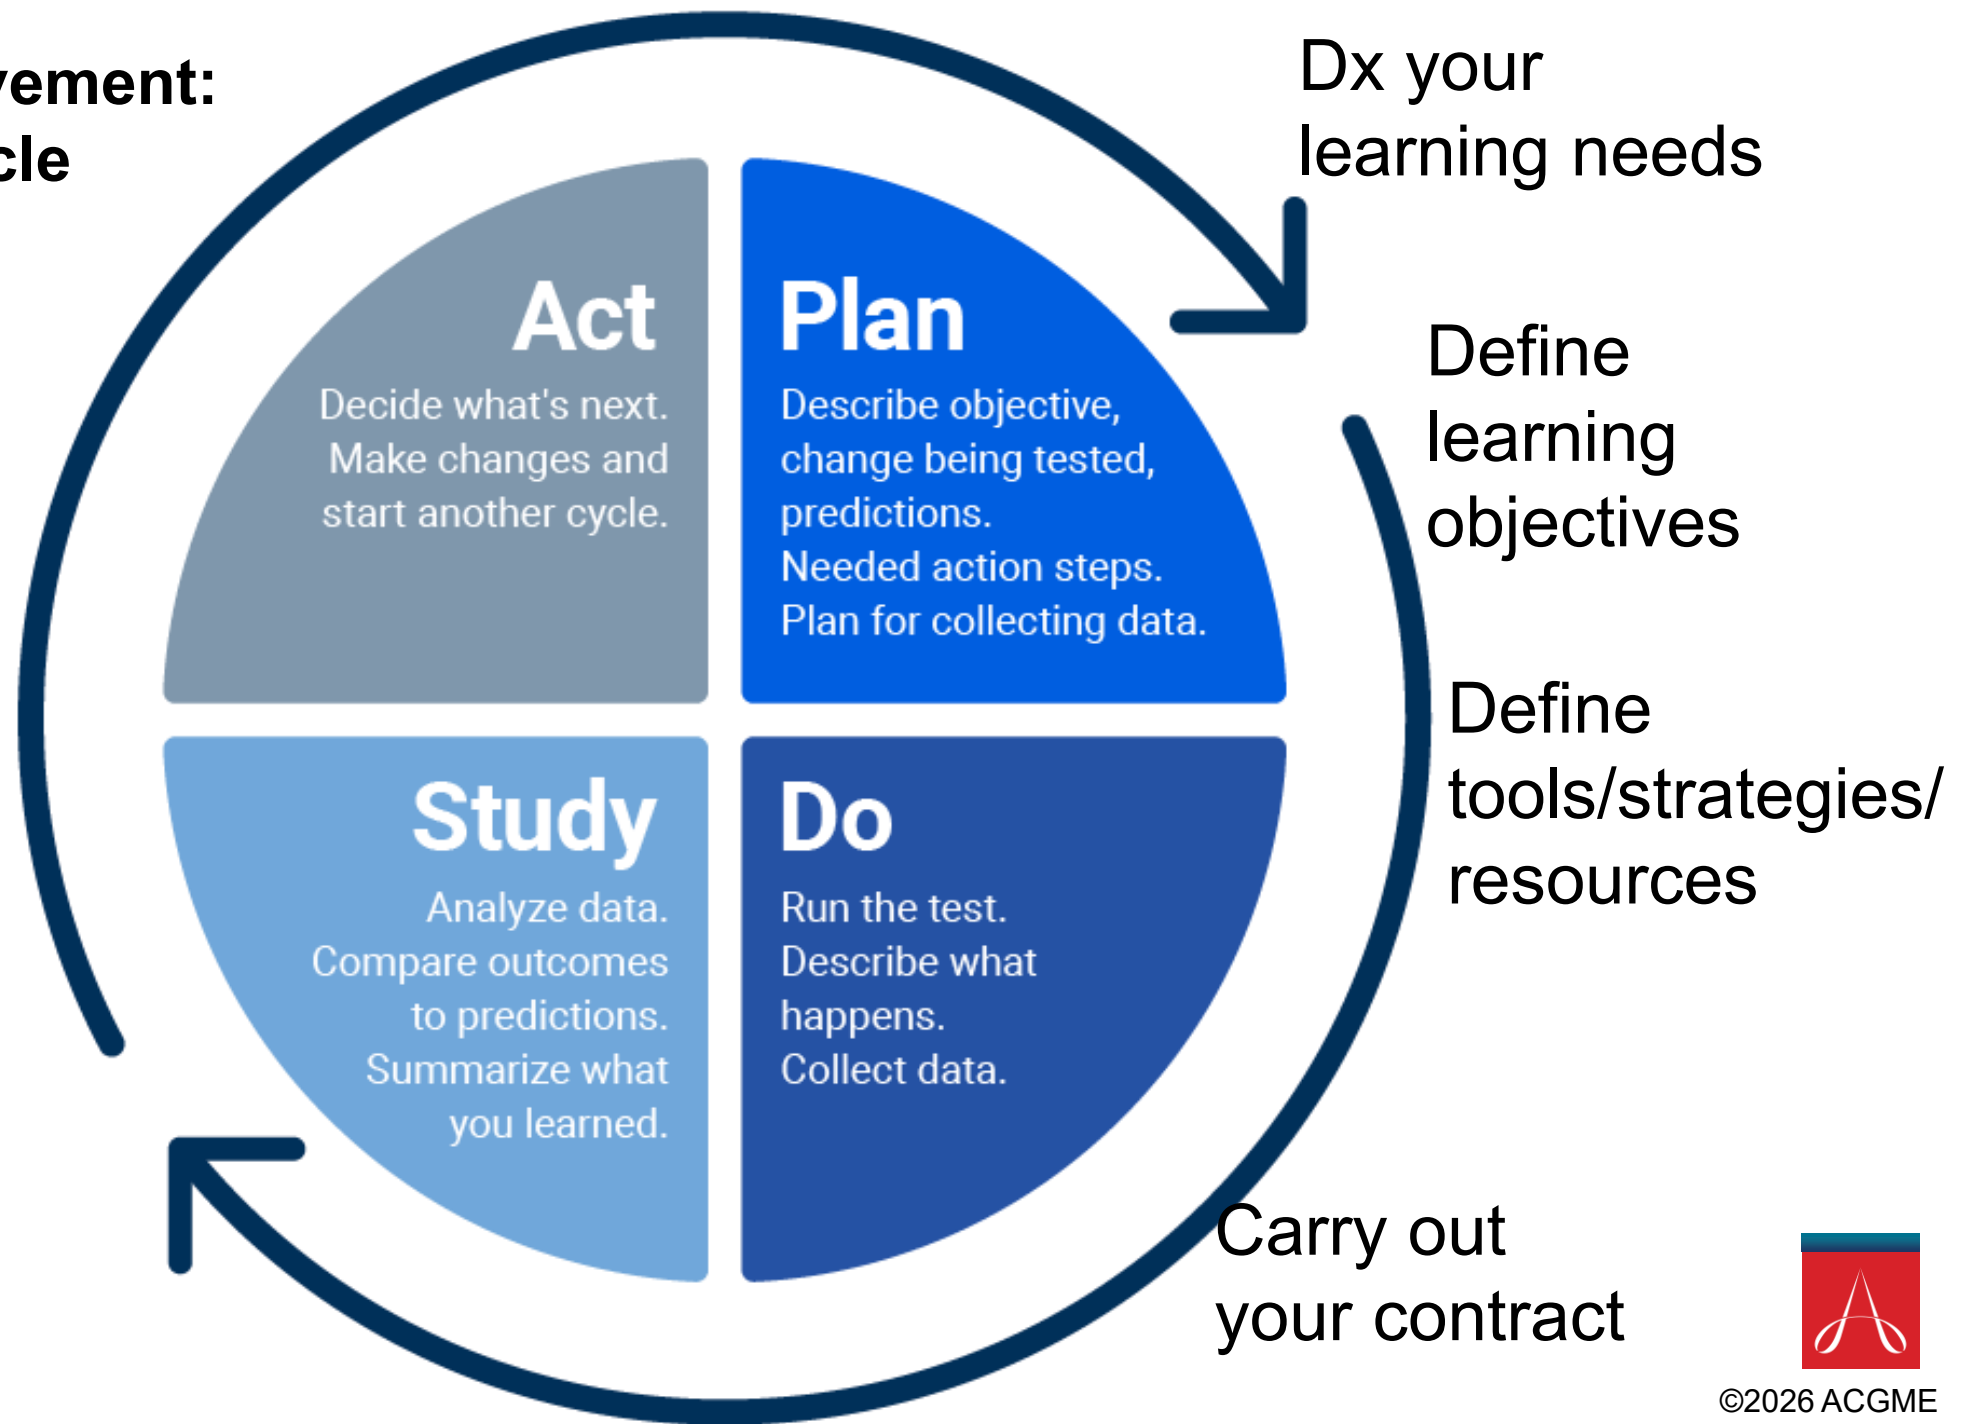 vement:
cle
Act
Decide what's next.
Make changes and
start another cycle.
Plan
Describe objective,
change being tested,
predictions.
Needed action steps.
Plan for collecting data.
Study
Analyze data.
Compare outcomes
to predictions.
Summarize what
you learned.
Do
Run the test.
Describe what
happens.
Collect data.
Dx your
learning needs
Define
learning
objectives
Define
tools/strategies/
resources
Carry out
your contract
©2026 ACGME